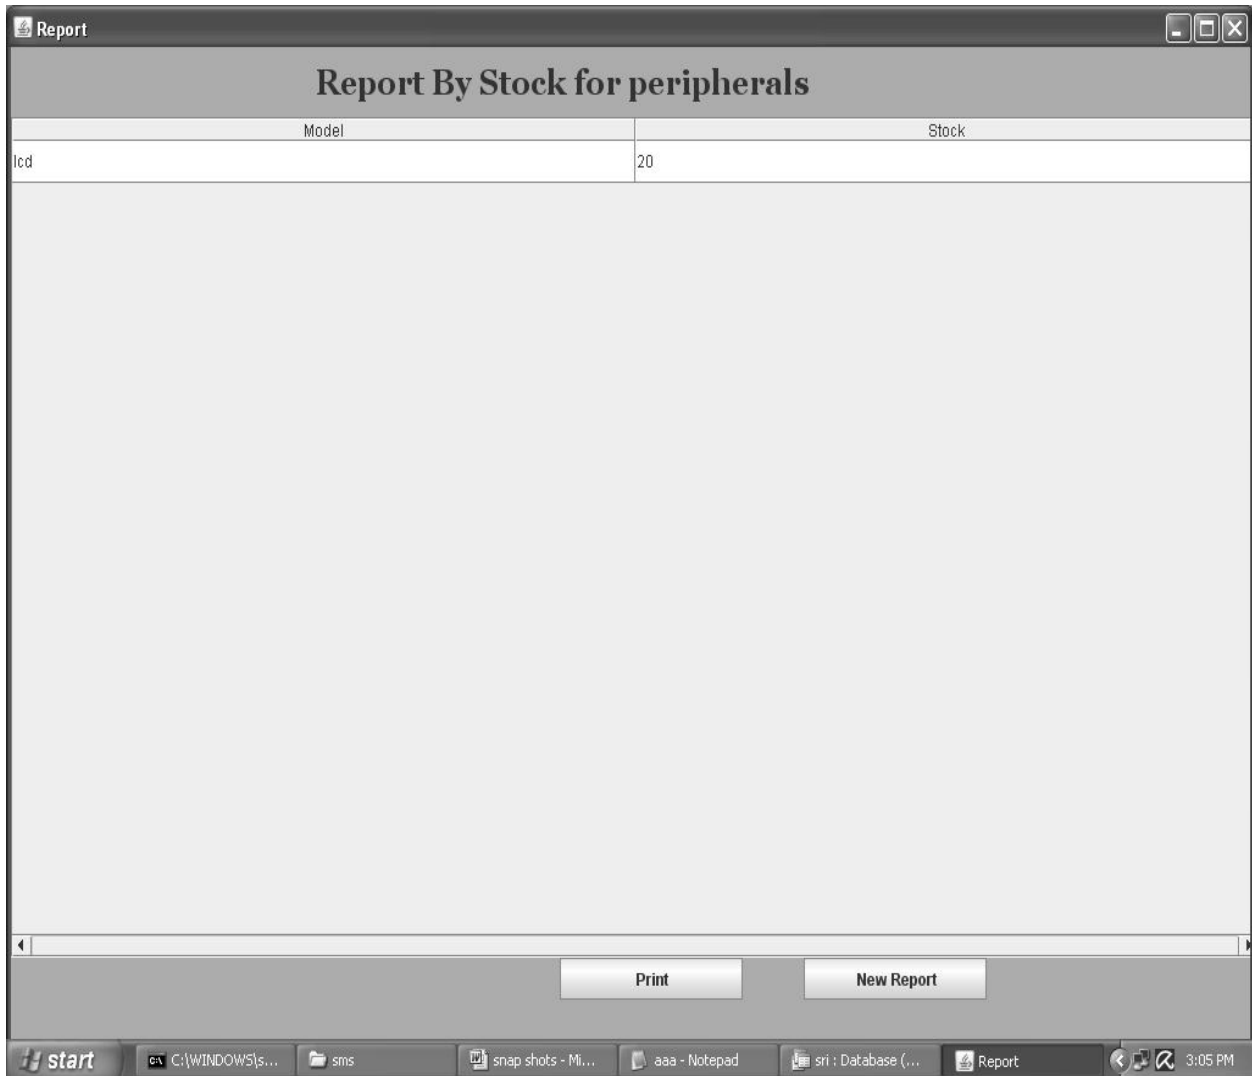 Report
Report By Stock for peripherals
Model Stock
lcd 20
Print New Report
start C:\WINDOWS\s... sms snap shots - Mi... aaa - Notepad sri : Database (... Report 3:05 PM